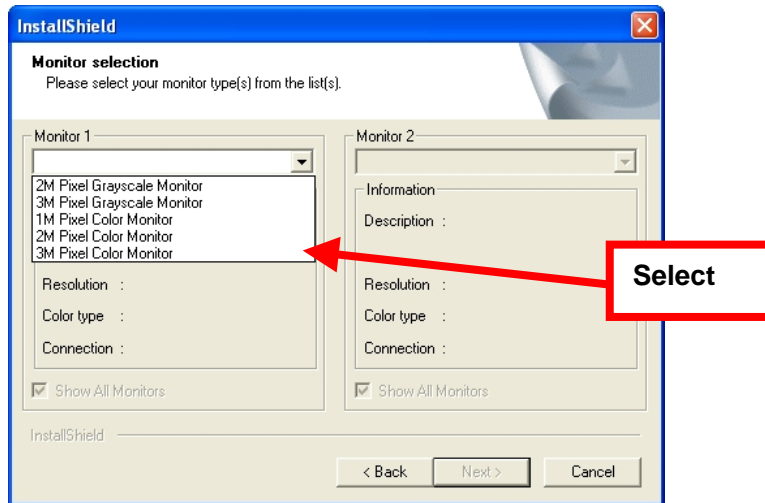 InstallShield
Monitor selection
Please select your monitor type(s) from the list(s).
Monitor 1
2M Pixel Grayscale Monitor
3M Pixel Grayscale Monitor
1M Pixel Color Monitor
2M Pixel Color Monitor
3M Pixel Color Monitor
Resolution :
Color type :
Connection :
Show All Monitors
Monitor 2
Information
Description :
Resolution :
Color type :
Connection :
Show All Monitors
Select
InstallShield
< Back
Next >
Cancel